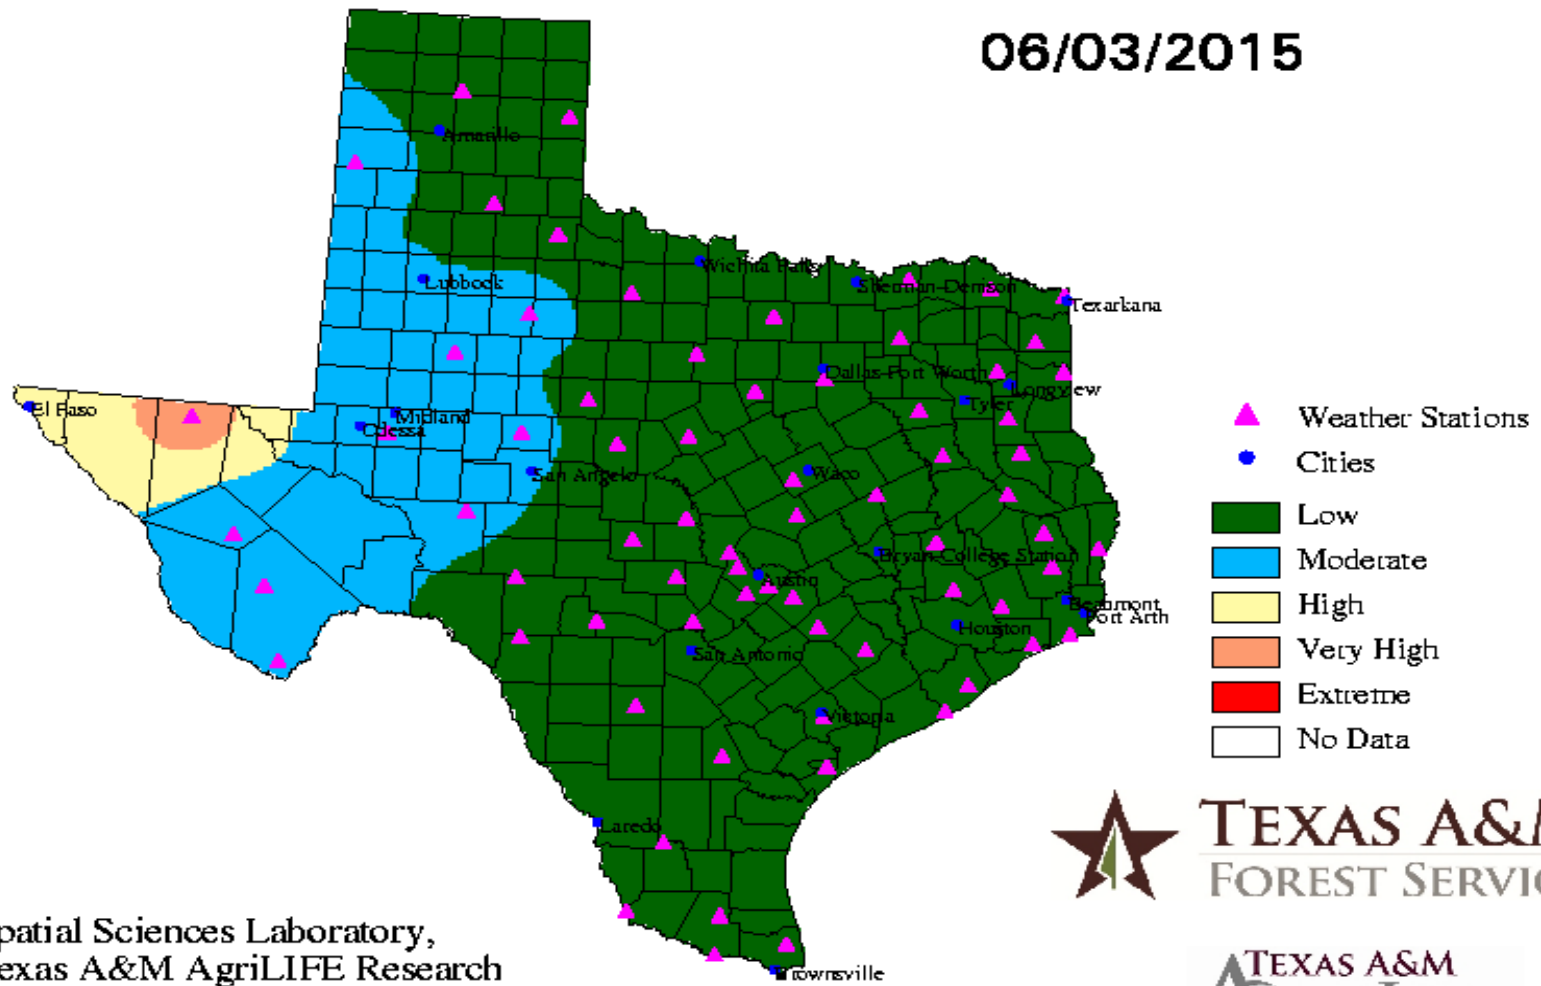 06/03/2015
Amarillo
Lubbock
Wichita Falls
Sherman-Denison
Texarkana
Dallas-Fort Worth
Longview
Tyler
El Paso
Midland
Odessa
San Angelo
Waco
Bryan-College Station
Austin
Beaumont
Port Arth
Houston
San Antonio
Victoria
Laredo
Brownsville
Weather Stations
Cities
Low
Moderate
High
Very High
Extreme
No Data
TEXAS A&M
FOREST SERVIC
patial Sciences Laboratory,
exas A&M AgriLIFE Research
TEXAS A&M